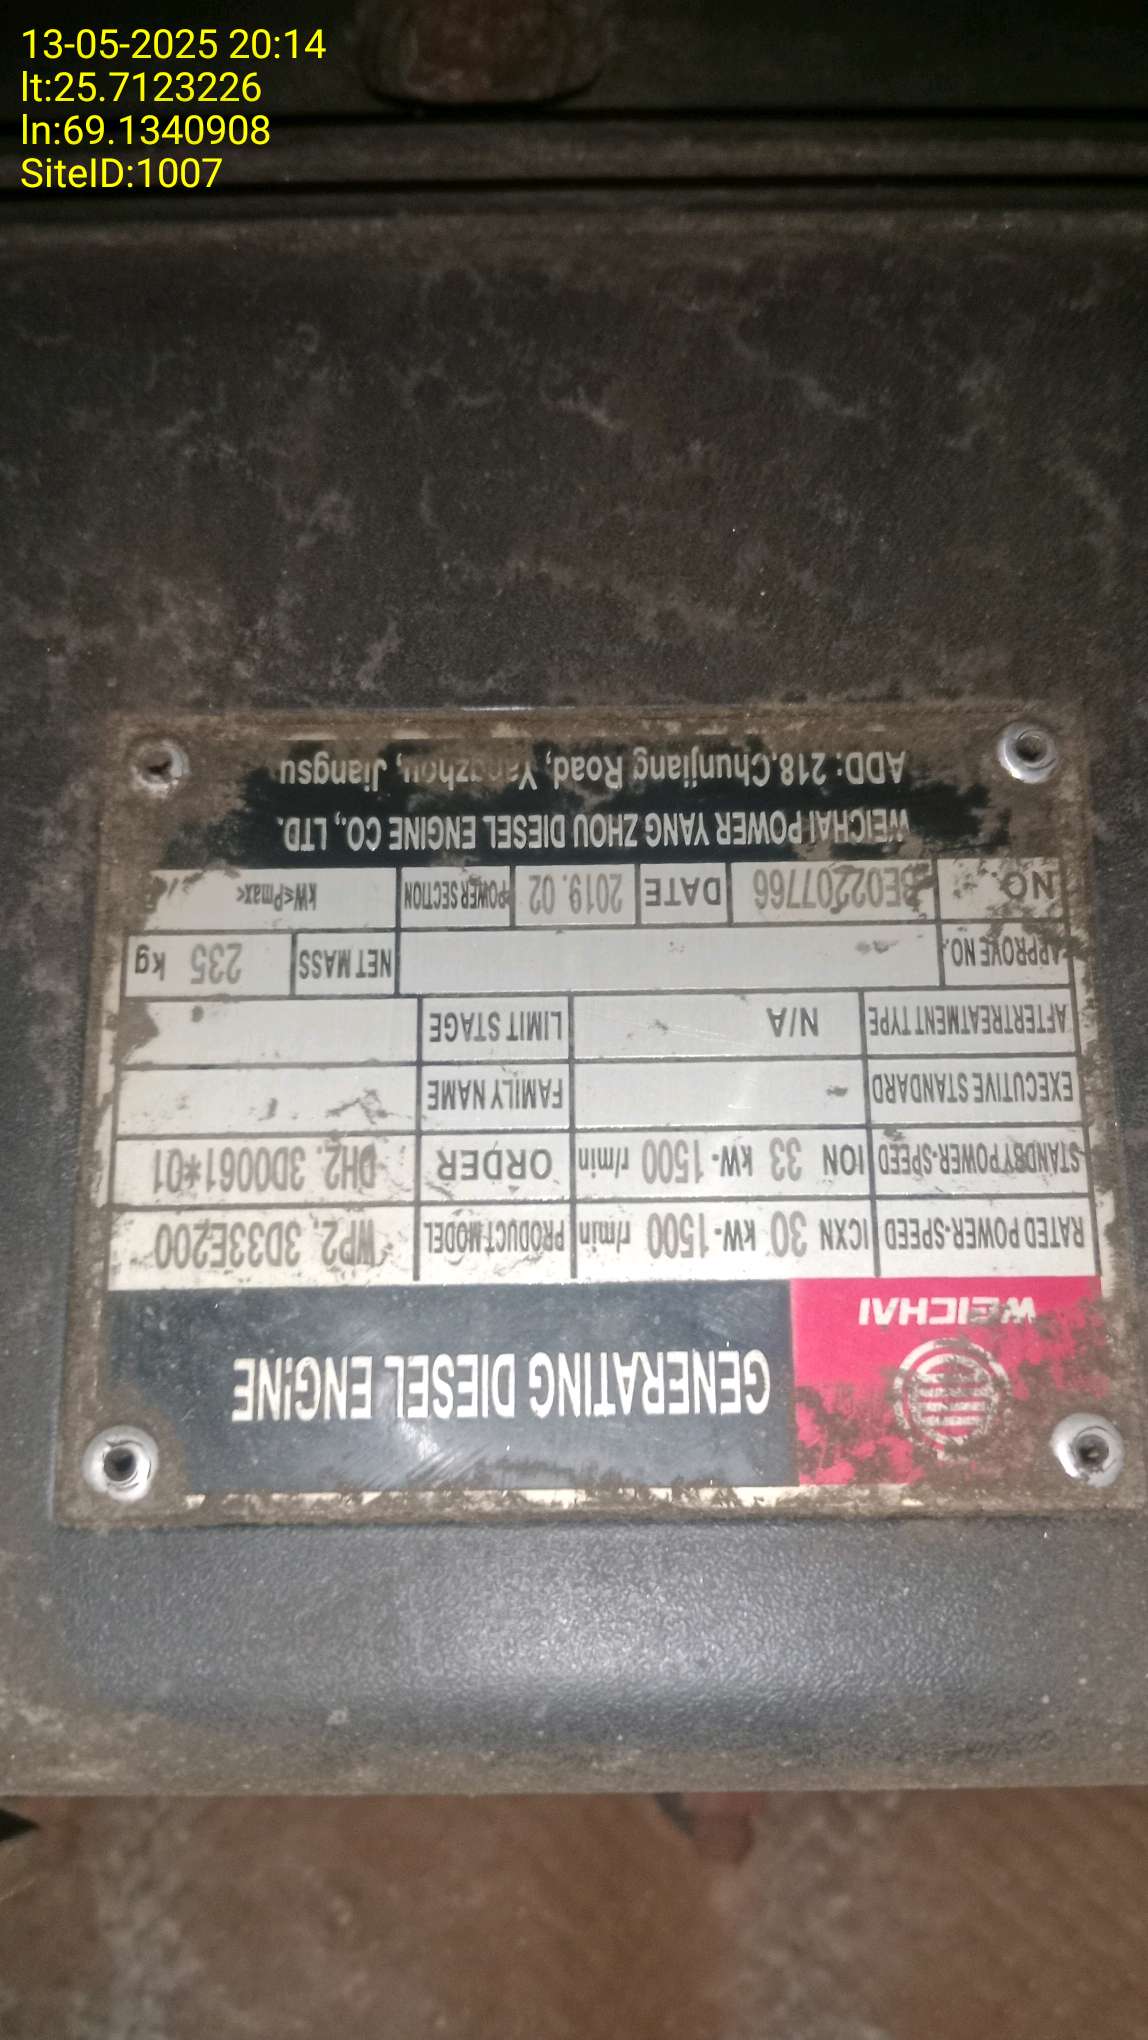 13-05-2025 20:14
lt:25.7123226
ln:69.1340908
SiteID:1007
WEICHAI
GENERATING DIESEL ENGINE
RATED POWER-SPEED ICXN 30 kW- 1500 r/min PRODUCT MODEL WP2. 3D33E200
STANDBY POWER-SPEED ION 33 kW- 1500 r/min ORDER DH2. 3D0061*01
EXECUTIVE STANDARD FAMILY NAME
AFTERTREATMENT TYPE N/A LIMIT STAGE
APPROVE NO. NET MASS 235 kg
NO. BE02207766 DATE 2019. 02 POWER SECTION kW<Pmax<
WEICHAI POWER YANG ZHOU DIESEL ENGINE CO., LTD.
ADD: 218,Chunjiang Road, Yangzhou, Jiangsu